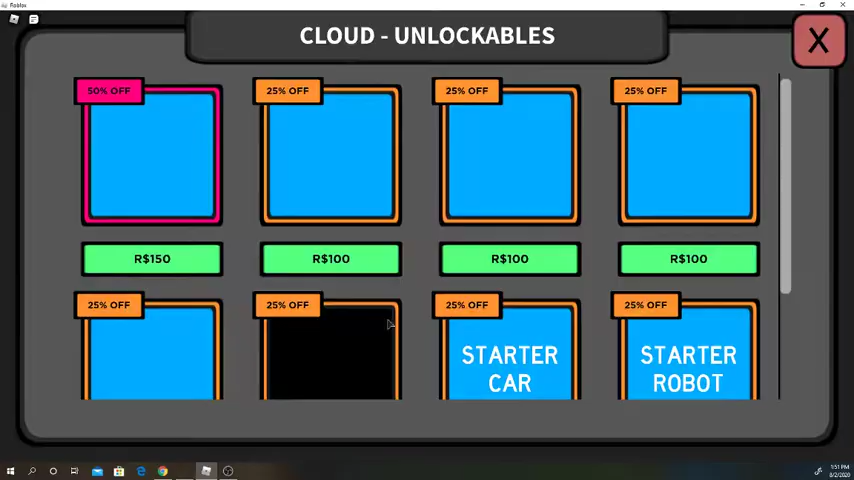 Roblox
CLOUD - UNLOCKABLES
X
50% OFF
25% OFF
25% OFF
25% OFF
R$150
R$100
R$100
R$100
25% OFF
25% OFF
25% OFF
25% OFF
STARTER
CAR
STARTER
ROBOT
1:51 PM
8/2/2020